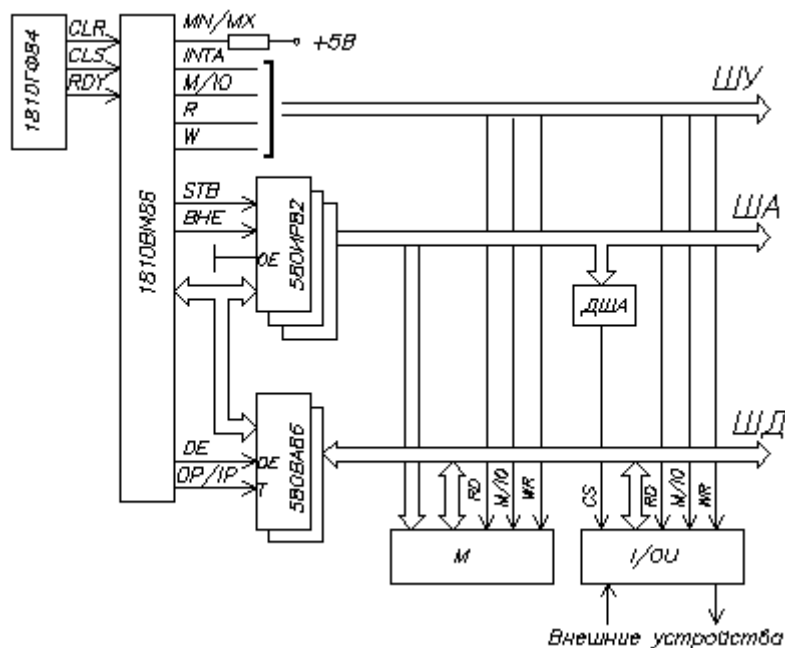 1810ГФ84
CLR
CLS
RDY
1810ВМ86
MN/MX
+5В
INTA
M/IO
R
W
ШУ
STB
BHE
OE
580ИР82
ША
ДША
DE
OP/IP
OE
T
580ВА86
ШД
RD
M/IO
WR
CS
RD
M/IO
WR
M
I/OU
Внешние устройства